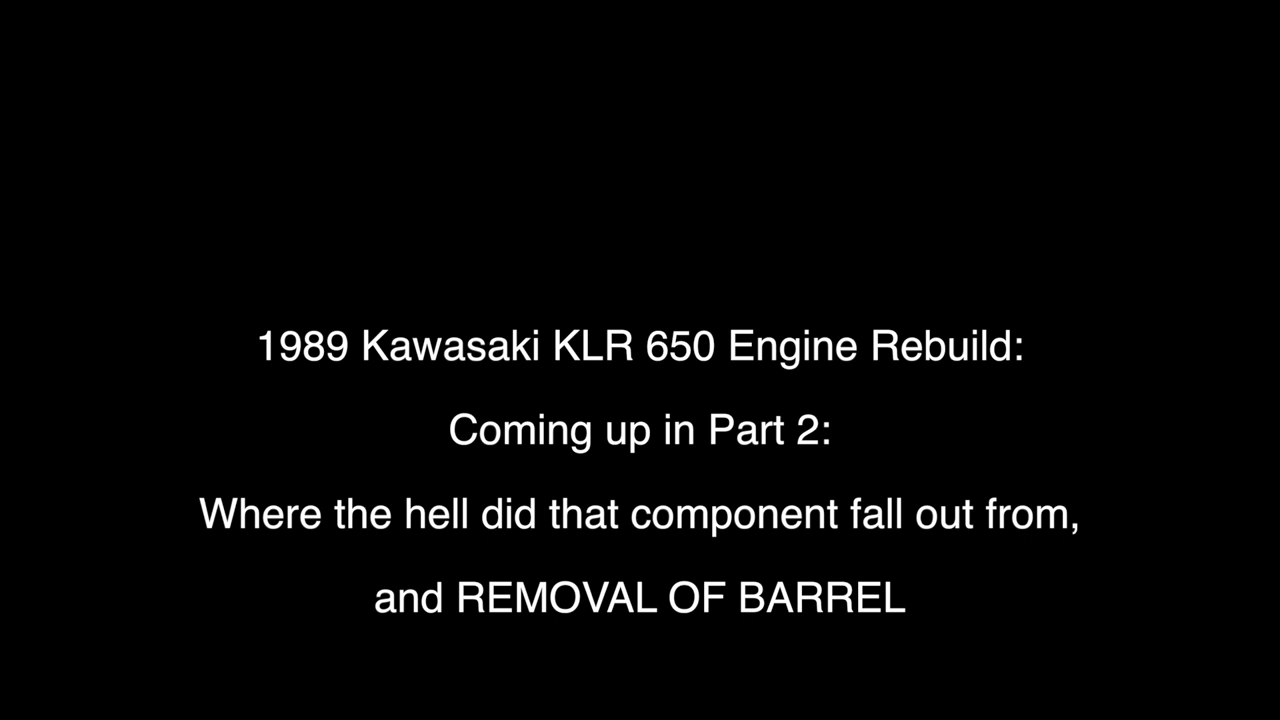 1989 Kawasaki KLR 650 Engine Rebuild:
Coming up in Part 2:
Where the hell did that component fall out from,
and REMOVAL OF BARREL